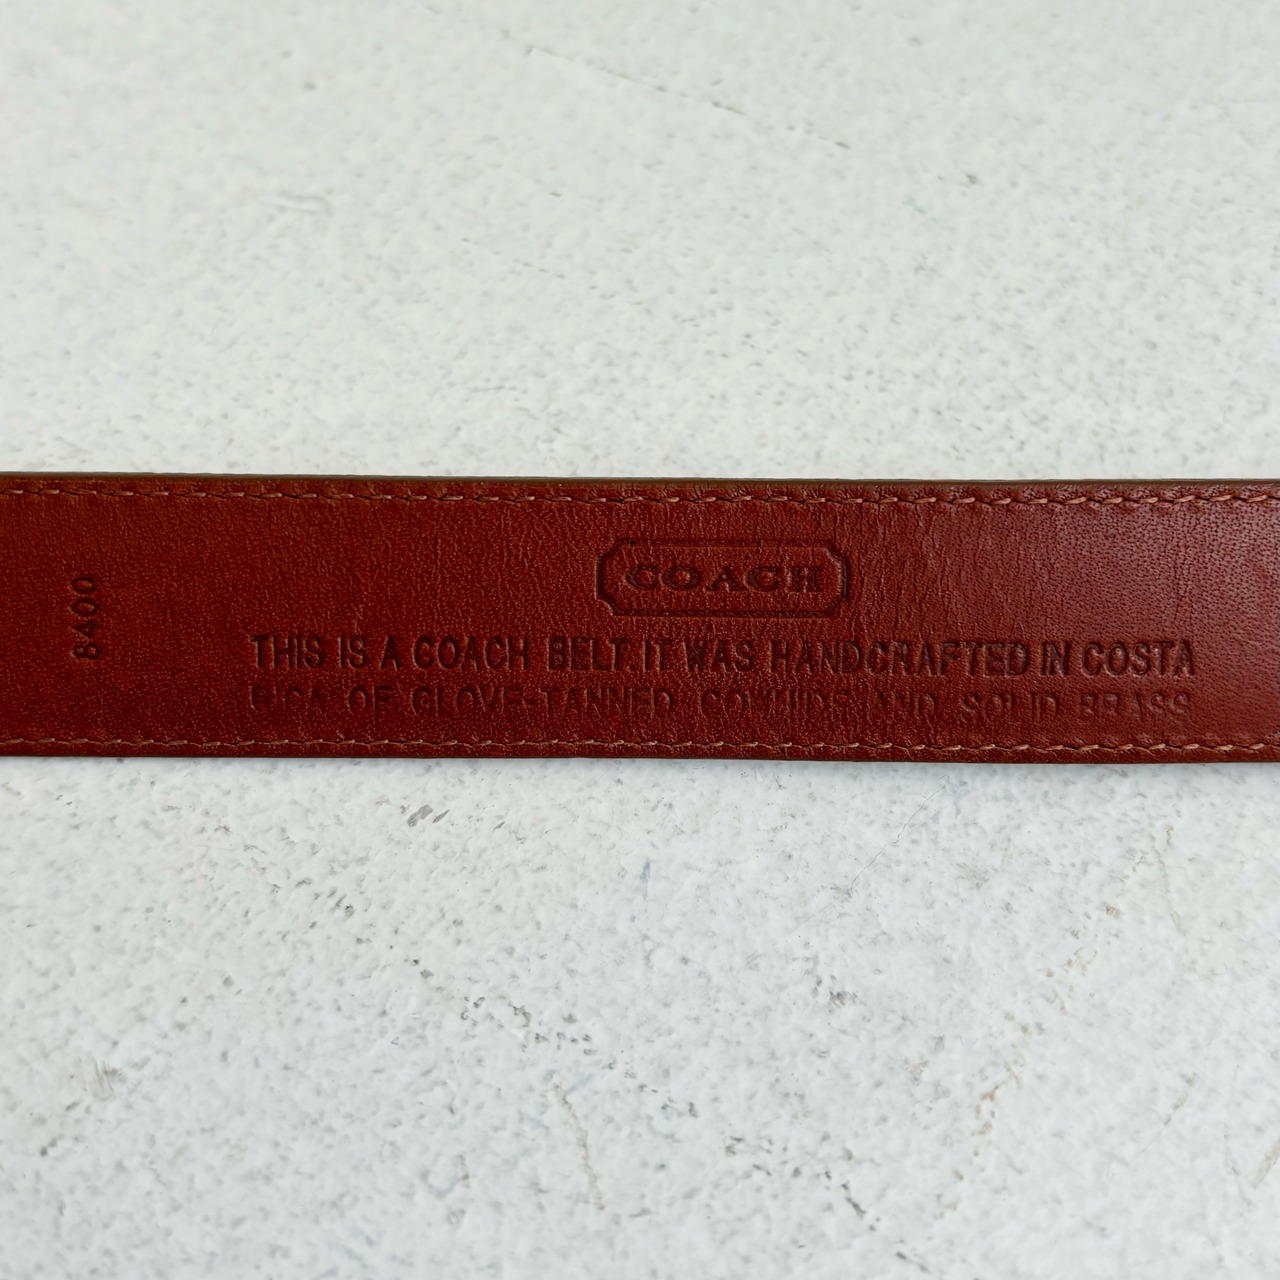 8400
COACH
THIS IS A COACH BELT. IT WAS HANDCRAFTED IN COSTA
RICA OF GLOVE-TANNED COWHIDE AND SOLID BRASS